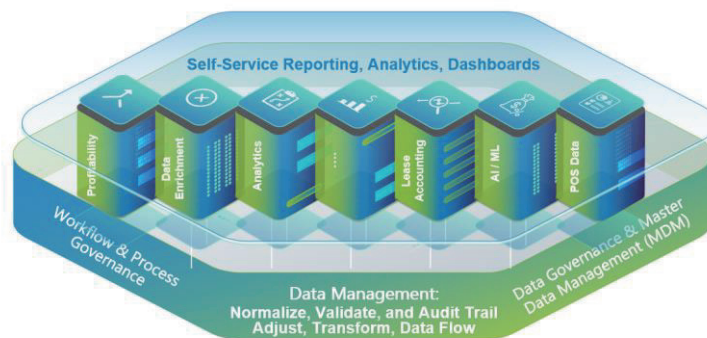 Self-Service Reporting, Analytics, Dashboards
Profitability
Data
Enrichment
Analytics
Lease
Accounting
AI / ML
POS Data
Workflow & Process
Governance
Data Management:
Normalize, Validate, and Audit Trail
Adjust, Transform, Data Flow
Data Governance & Master
Data Management (MDM)